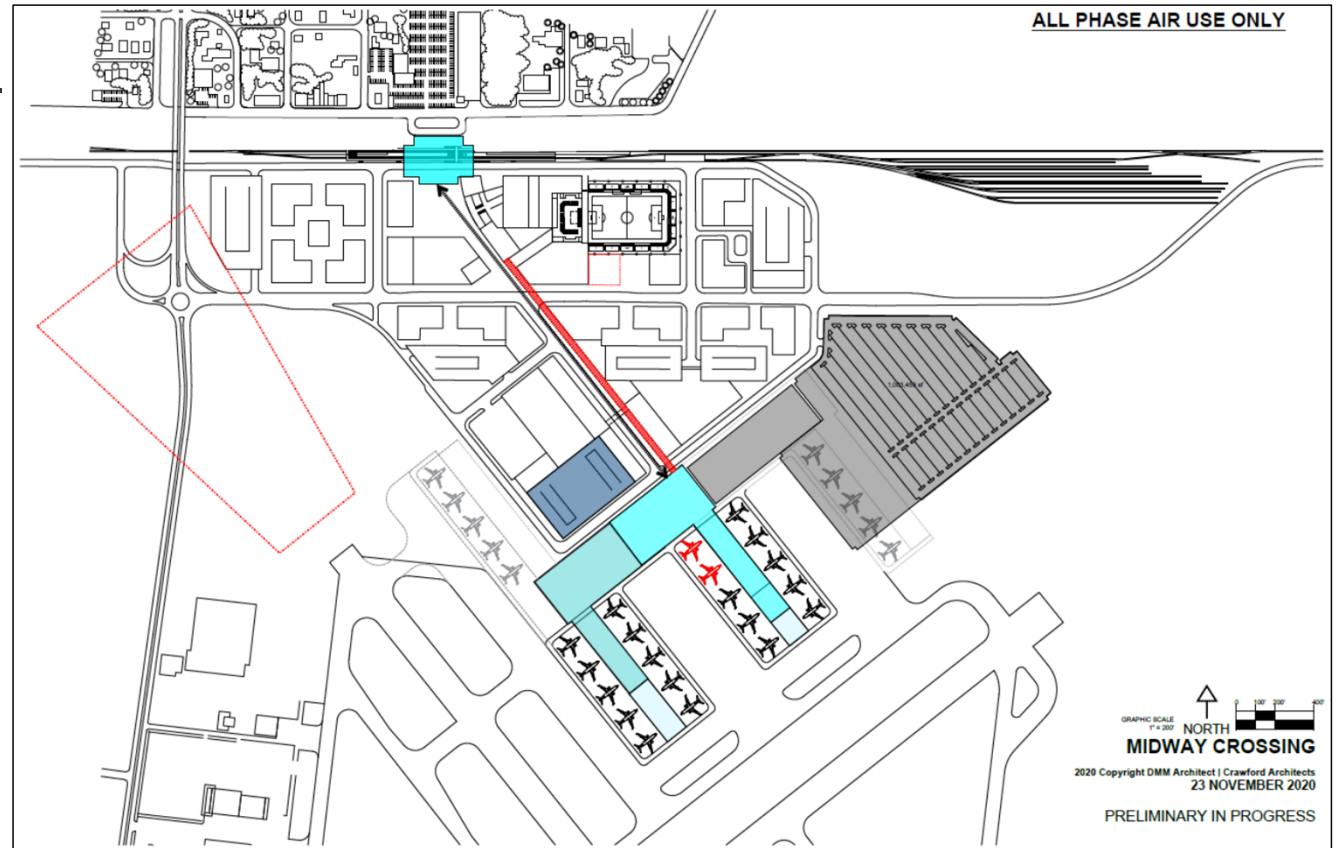 ALL PHASE AIR USE ONLY
GRAPHIC SCALE
1" = 200'
NORTH
0 100' 200' 400'
MIDWAY CROSSING
2020 Copyright DMM Architect | Crawford Architects
23 NOVEMBER 2020
PRELIMINARY IN PROGRESS